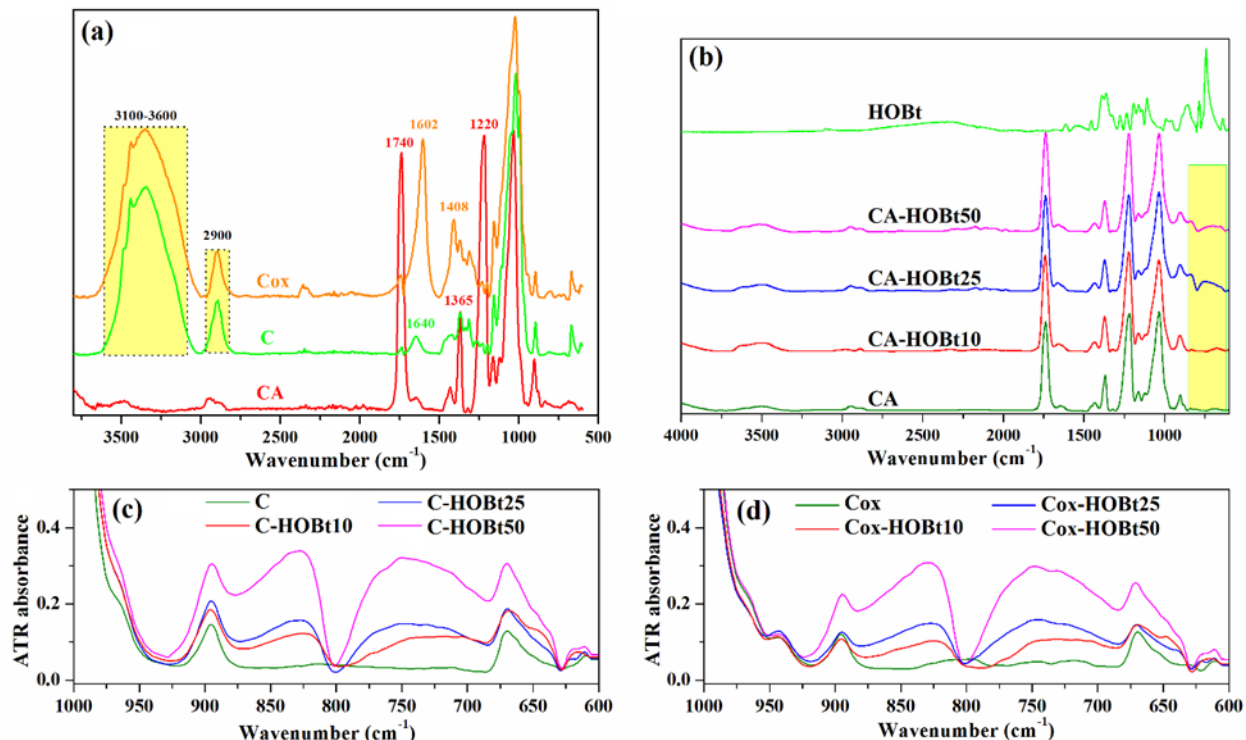 (a)
3100-3600
2900
1740
1602
1408
1220
1365
1640
Cox
C
CA
3500 3000 2500 2000 1500 1000 500
Wavenumber (cm-1)
(b)
HOBt
CA-HOBt50
CA-HOBt25
CA-HOBt10
CA
4000 3500 3000 2500 2000 1500 1000
Wavenumber (cm-1)
(c)
C C-HOBt25
C-HOBt10 C-HOBt50
ATR absorbance
0.4
0.2
0.0
1000 950 900 850 800 750 700 650 600
Wavenumber (cm-1)
(d)
Cox Cox-HOBt25
Cox-HOBt10 Cox-HOBt50
ATR absorbance
0.4
0.2
0.0
1000 950 900 850 800 750 700 650 600
Wavenumber (cm-1)